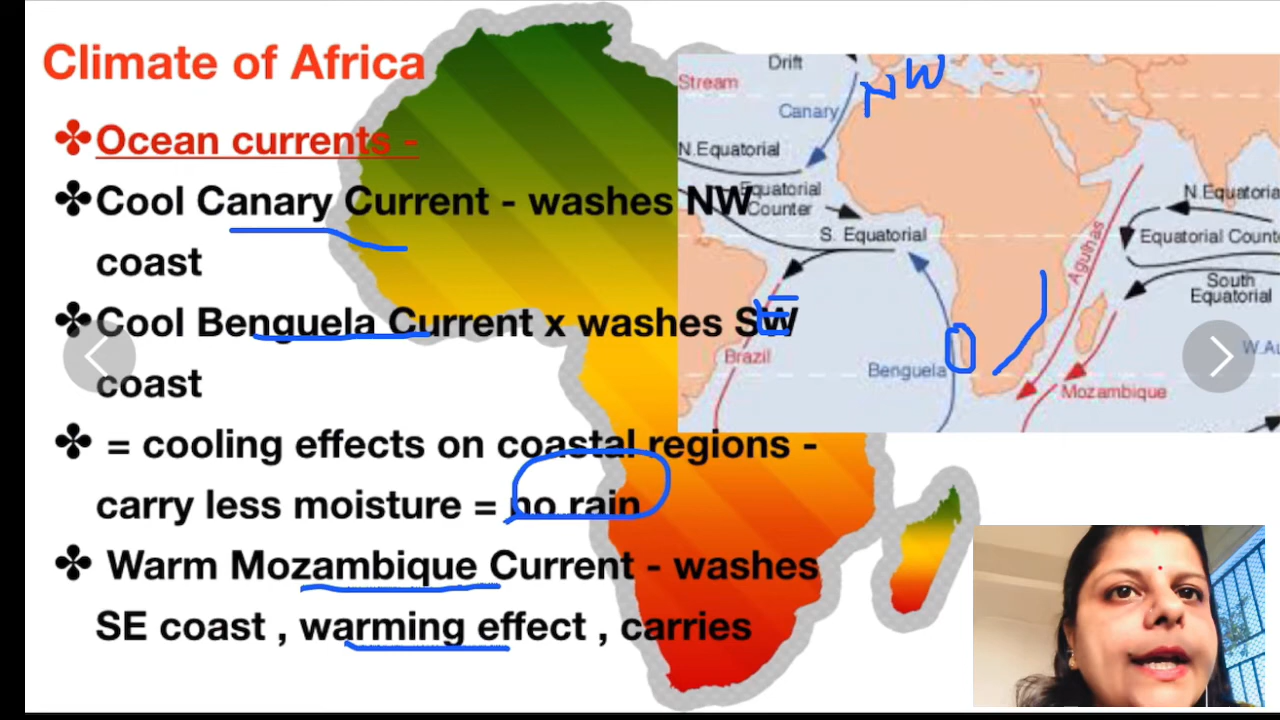 Climate of Africa
✤Ocean currents -
✤Cool Canary Current - washes NW
coast
✤Cool Benguela Current x washes SW
coast
✤ = cooling effects on coastal regions -
carry less moisture = no rain
✤ Warm Mozambique Current - washes
SE coast , warming effect , carries
Drift
NW
Stream
Canary
N.Equatorial
Equatorial
Counter
S. Equatorial
Agulhas
N.Equatoria
Equatorial Count
South
Equatorial
E
Brazil
Benguela
W.Au
Mozambique